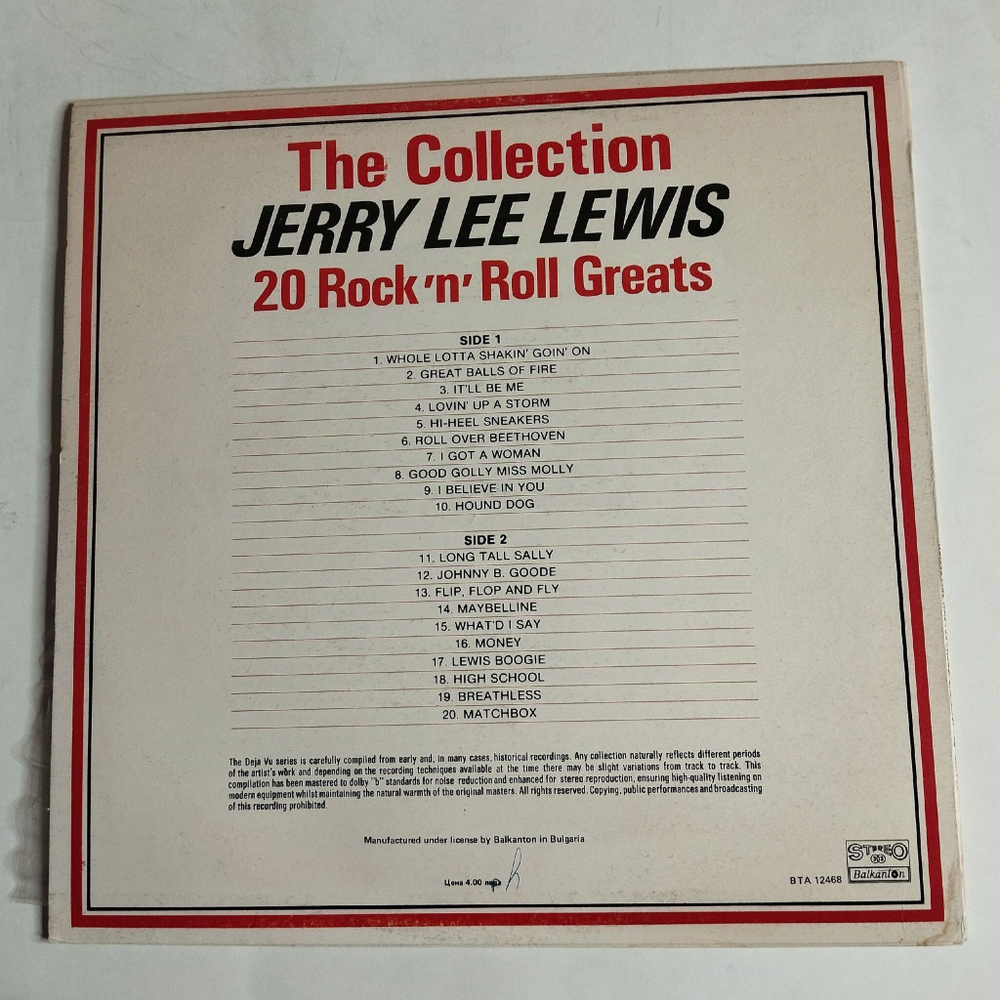 The Collection
JERRY LEE LEWIS
20 Rock 'n' Roll Greats
SIDE 1
1. WHOLE LOTTA SHAKIN' GOIN' ON
2. GREAT BALLS OF FIRE
3. IT'LL BE ME
4. LOVIN' UP A STORM
5. HI-HEEL SNEAKERS
6. ROLL OVER BEETHOVEN
7. I GOT A WOMAN
8. GOOD GOLLY MISS MOLLY
9. I BELIEVE IN YOU
10. HOUND DOG
SIDE 2
11. LONG TALL SALLY
12. JOHNNY B. GOODE
13. FLIP, FLOP AND FLY
14. MAYBELLINE
15. WHAT'D I SAY
16. MONEY
17. LEWIS BOOGIE
18. HIGH SCHOOL
19. BREATHLESS
20. MATCHBOX
The Deja Vu series is carefully compiled from early and, in many cases, historical recordings. Any collection naturally reflects different periods
of the artist's work and depending on the recording techniques available at the time there may be slight variations from track to track. This
compilation has been mastered to dolby "b" standards for noise reduction and enhanced for stereo reproduction, ensuring high-quality listening on
modern equipment whilst maintaining the natural warmth of the original masters. All rights reserved. Copying, public performances and broadcasting
of this recording prohibited.
Manufactured under license by Balkanton in Bulgaria
Цена 4.00 лева
BTA 12468
STEREO
Balkanton